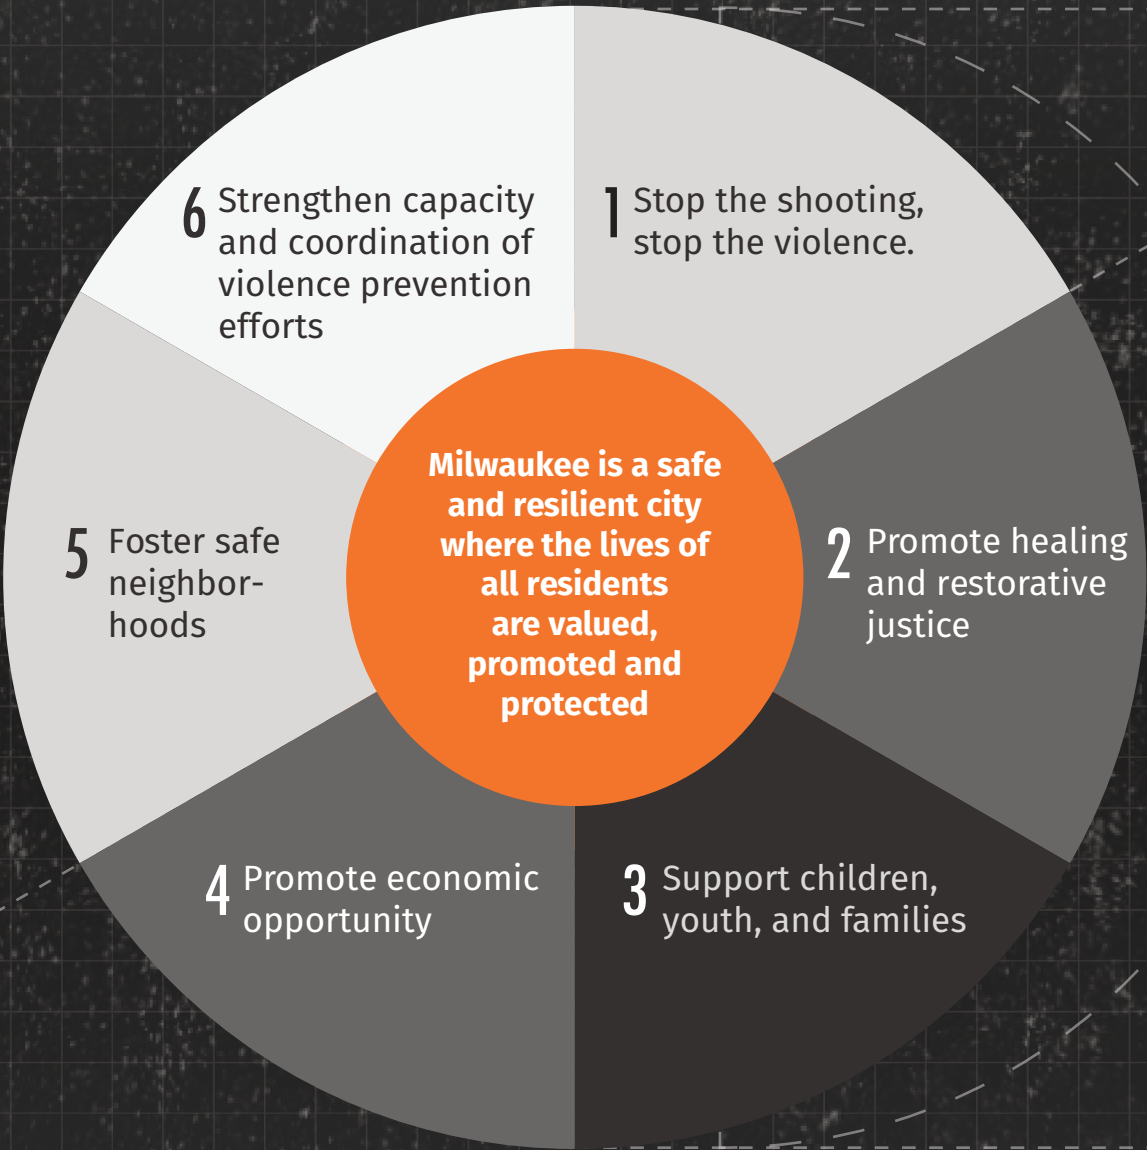 1 Stop the shooting,
stop the violence.
2 Promote healing
and restorative
justice
3 Support children,
youth, and families
4 Promote economic
opportunity
5 Foster safe
neighbor-
hoods
6 Strengthen capacity
and coordination of
violence prevention
efforts
Milwaukee is a safe
and resilient city
where the lives of
all residents
are valued,
promoted and
protected